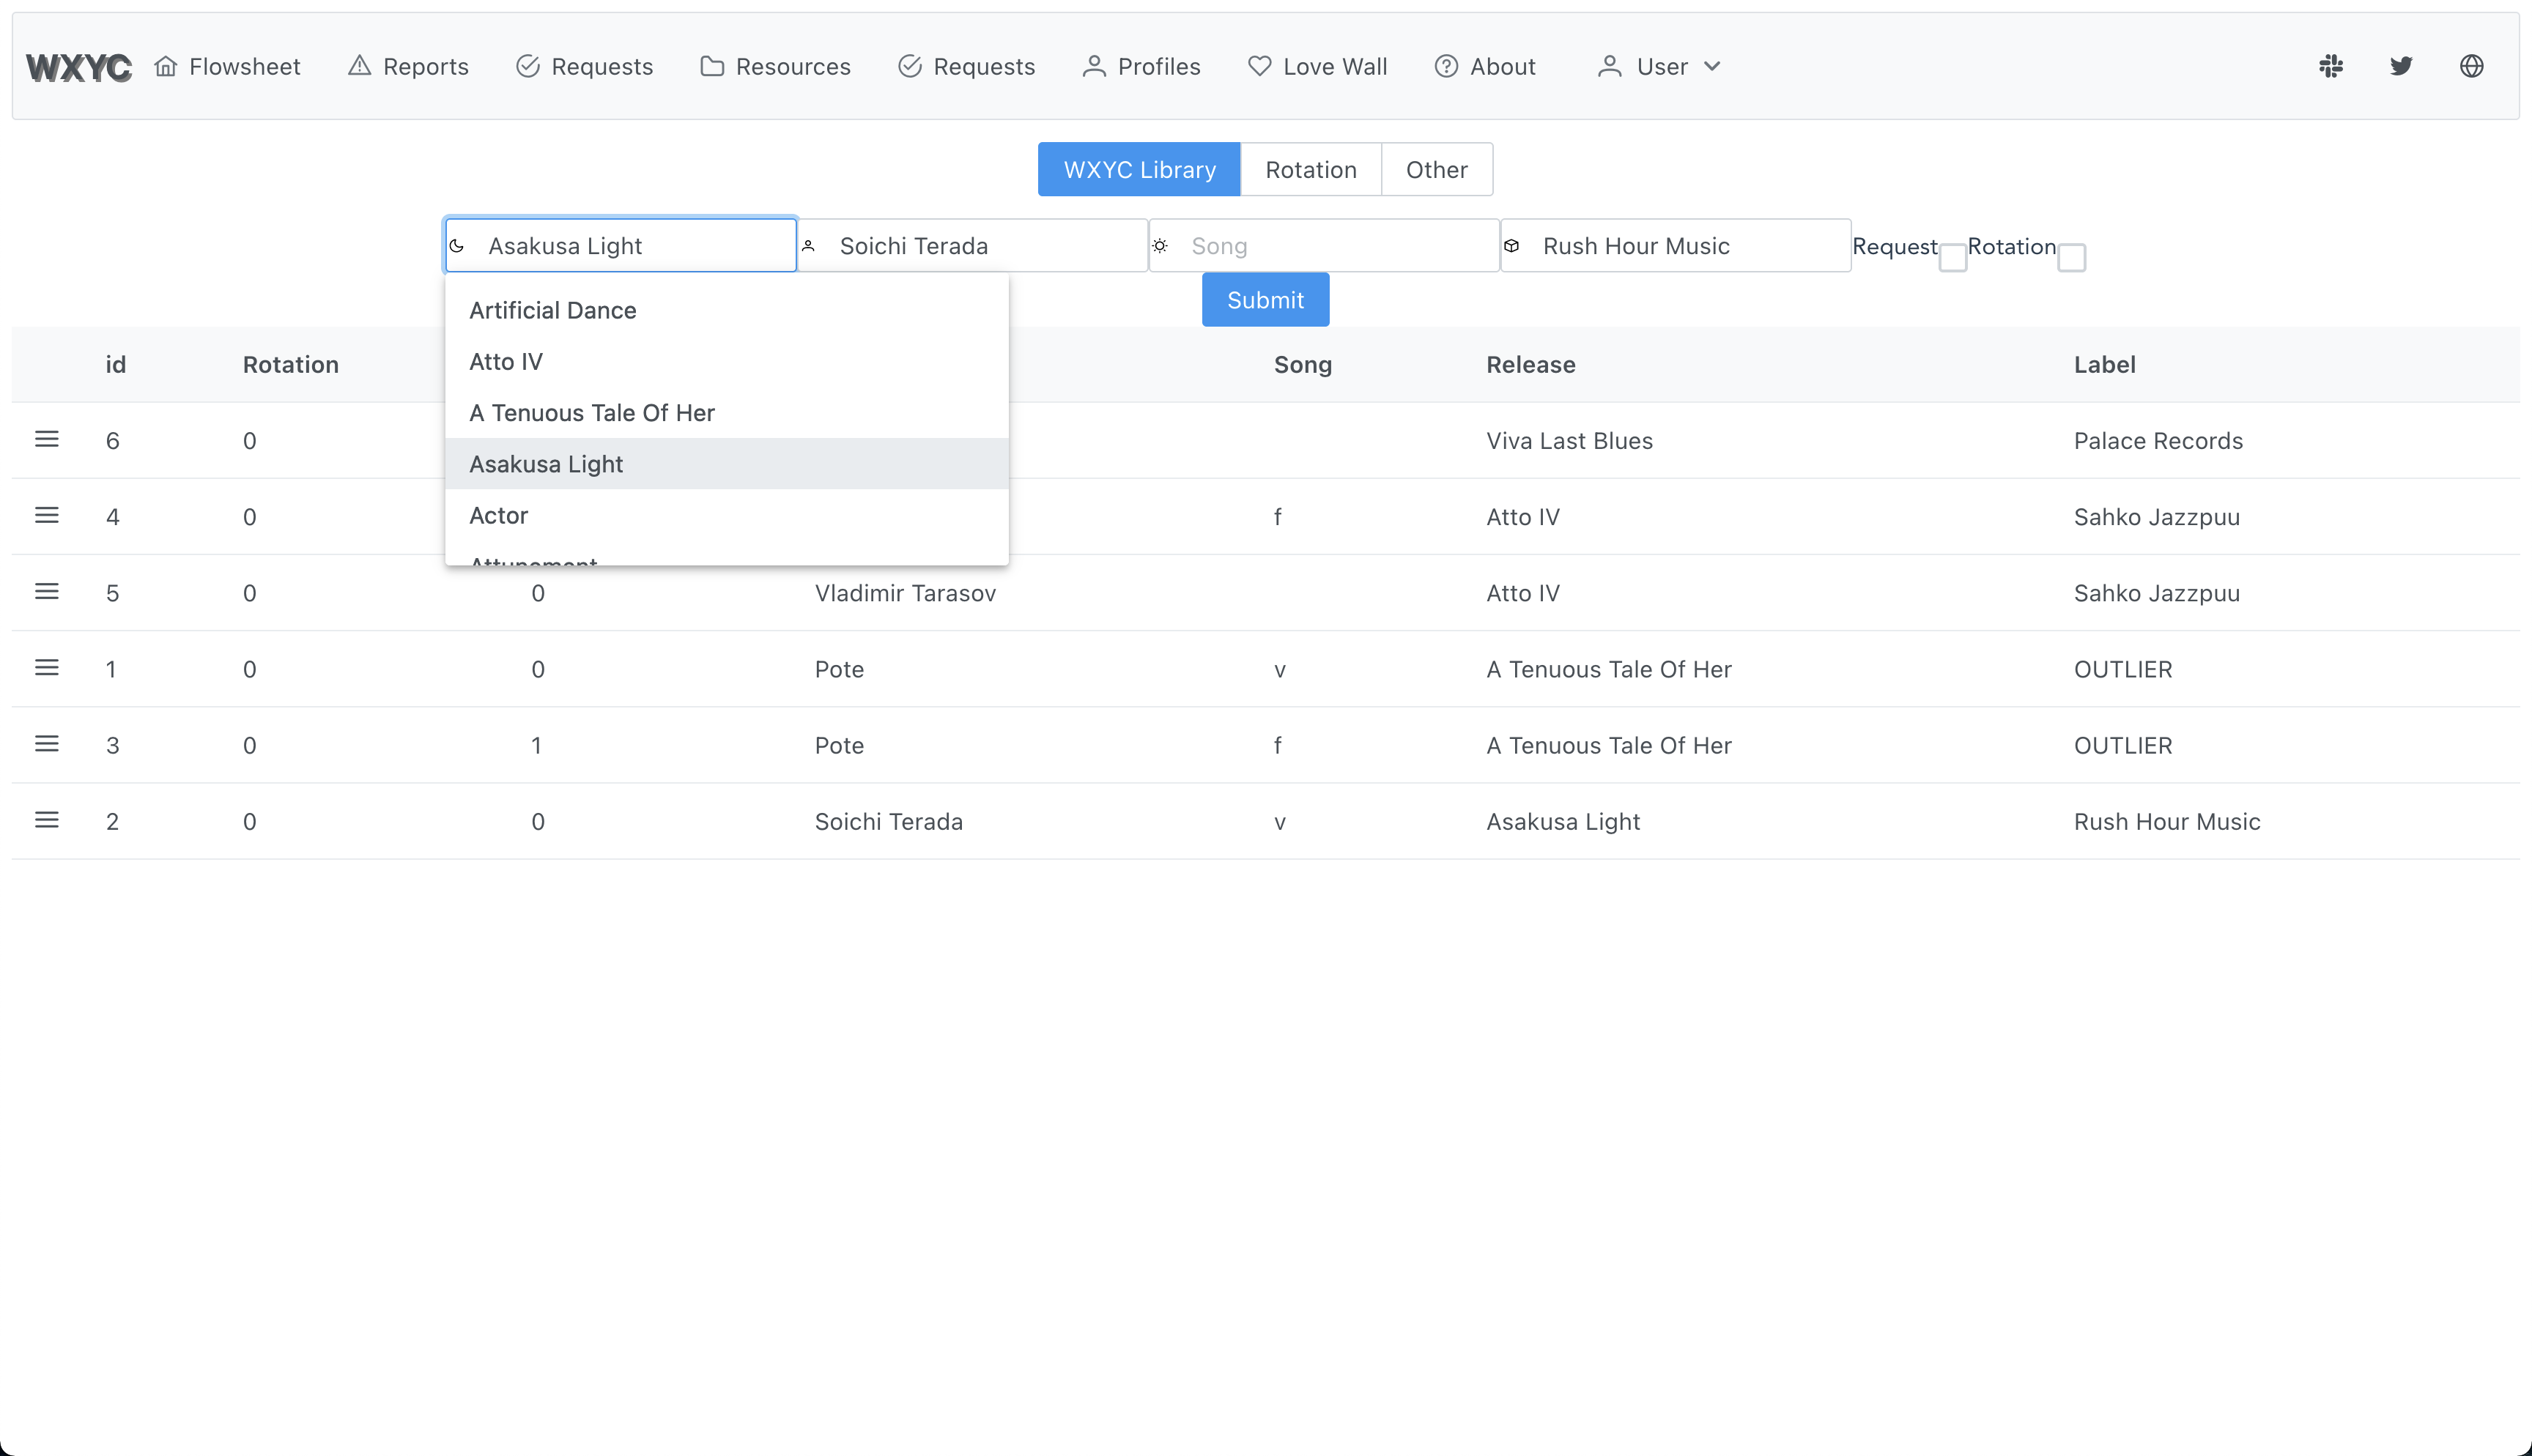 WXYC Flowsheet Reports Requests Resources Requests Profiles Love Wall About User
WXYC Library Rotation Other
Asakusa Light Soichi Terada Song Rush Hour Music Request Rotation
Submit
Artificial Dance
Atto IV
A Tenuous Tale Of Her
Asakusa Light
Actor
Attunement
id Rotation Song Release Label
6 0 Viva Last Blues Palace Records
4 0 f Atto IV Sahko Jazzpuu
5 0 0 Vladimir Tarasov Atto IV Sahko Jazzpuu
1 0 0 Pote v A Tenuous Tale Of Her OUTLIER
3 0 1 Pote f A Tenuous Tale Of Her OUTLIER
2 0 0 Soichi Terada v Asakusa Light Rush Hour Music